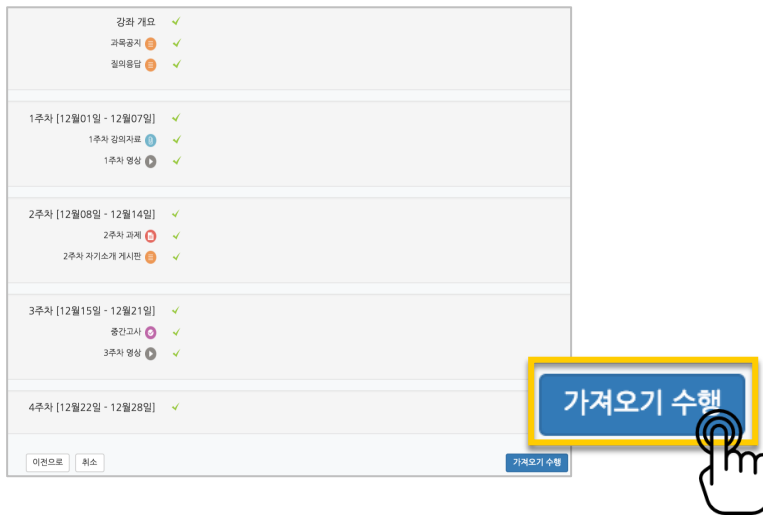 강좌 개요
과목공지
질의응답
1주차 [12월01일 - 12월07일]
1주차 강의자료
1주차 영상
2주차 [12월08일 - 12월14일]
2주차 과제
2주차 자기소개 게시판
3주차 [12월15일 - 12월21일]
중간고사
3주차 영상
4주차 [12월22일 - 12월28일]
가져오기 수행
이전으로 취소 가져오기 수행